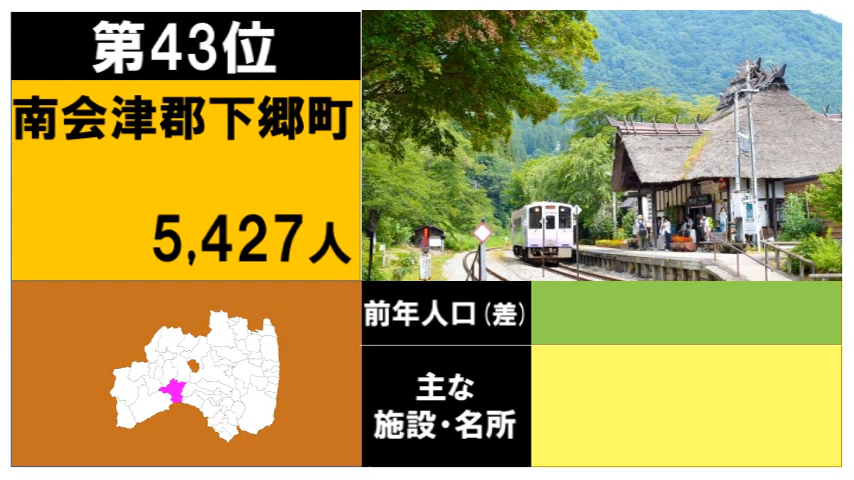 第43位
南会津郡下郷町
5,427人
前年人口(差)
主な
施設・名所